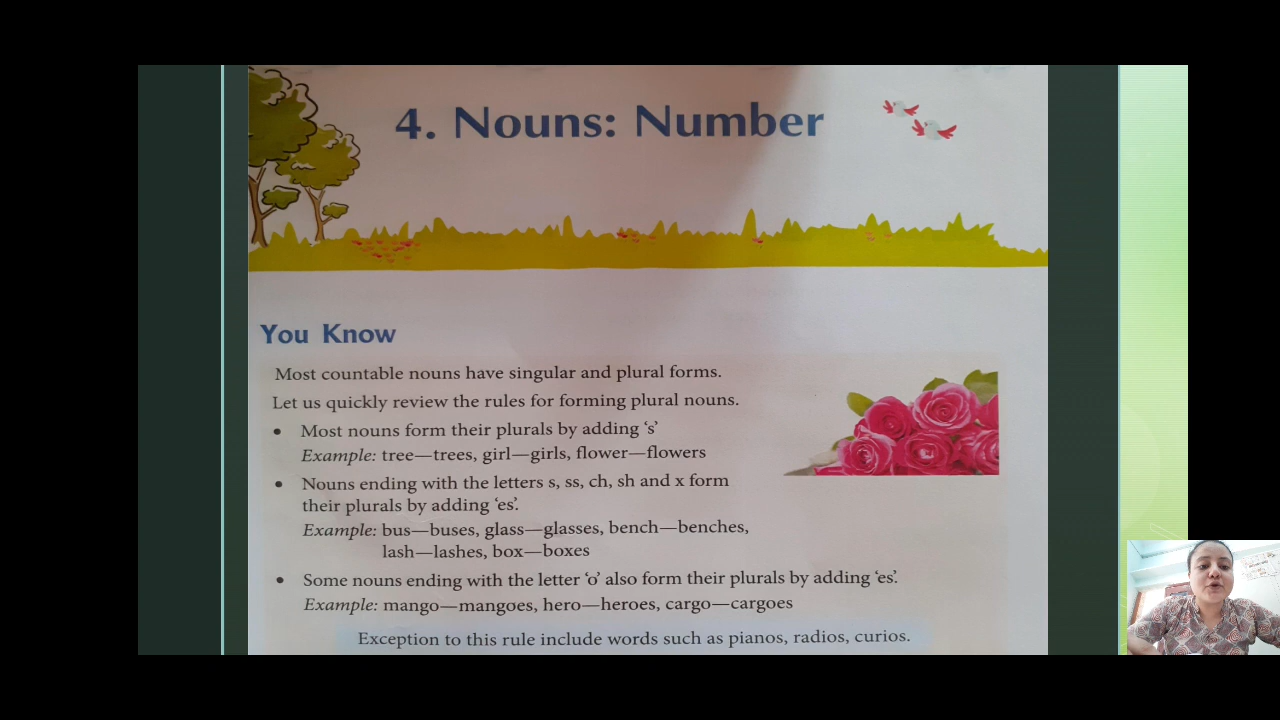 4. Nouns: Number
You Know
Most countable nouns have singular and plural forms.
Let us quickly review the rules for forming plural nouns.
• Most nouns form their plurals by adding ‘s’
Example: tree—trees, girl—girls, flower—flowers
• Nouns ending with the letters s, ss, ch, sh and x form
their plurals by adding ‘es’.
Example: bus—buses, glass—glasses, bench—benches,
lash—lashes, box—boxes
• Some nouns ending with the letter ‘o’ also form their plurals by adding ‘es’.
Example: mango—mangoes, hero—heroes, cargo—cargoes
Exception to this rule include words such as pianos, radios, curios.